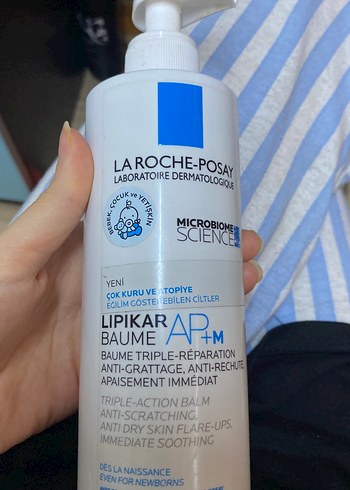 LA ROCHE-POSAY
LABORATOIRE DERMATOLOGIQUE
BEBEK, ÇOCUK ve YETİŞKİN
MICROBIOME
SCIENCE
YENİ
ÇOK KURU VE ATOPİYE
EĞİLİM GÖSTEREBİLEN CİLTLER
LIPIKAR AP+M
BAUME
BAUME TRIPLE-RÉPARATION
ANTI-GRATTAGE, ANTI-RECHUTE
APAISEMENT IMMÉDIAT
TRIPLE-ACTION BALM
ANTI-SCRATCHING,
ANTI DRY SKIN FLARE-UPS,
IMMEDIATE SOOTHING
DÈS LA NAISSANCE
EVEN FOR NEWBORNS